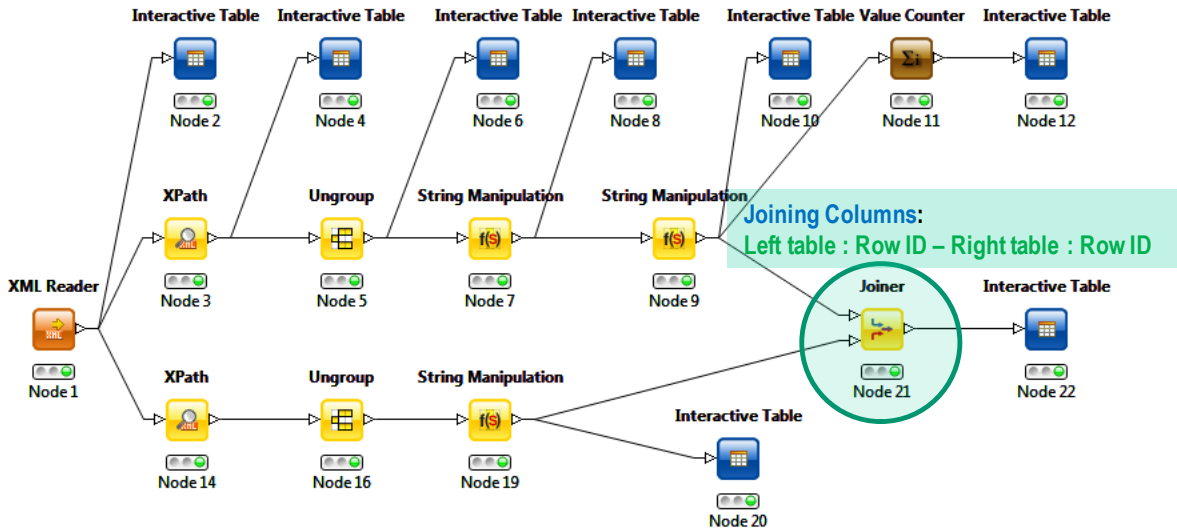 Interactive Table Interactive Table Interactive Table Interactive Table Interactive Table Value Counter Interactive Table
Σi
Node 2 Node 4 Node 6 Node 8 Node 10 Node 11 Node 12
XPath Ungroup String Manipulation String Manipulation
XML f(S) f(S)
Joining Columns:
Left table : Row ID – Right table : Row ID
Node 3 Node 5 Node 7 Node 9
XML Reader Joiner Interactive Table
XML
Node 1 Node 21 Node 22
XPath Ungroup String Manipulation
XML f(S)
Interactive Table
Node 14 Node 16 Node 19
Node 20